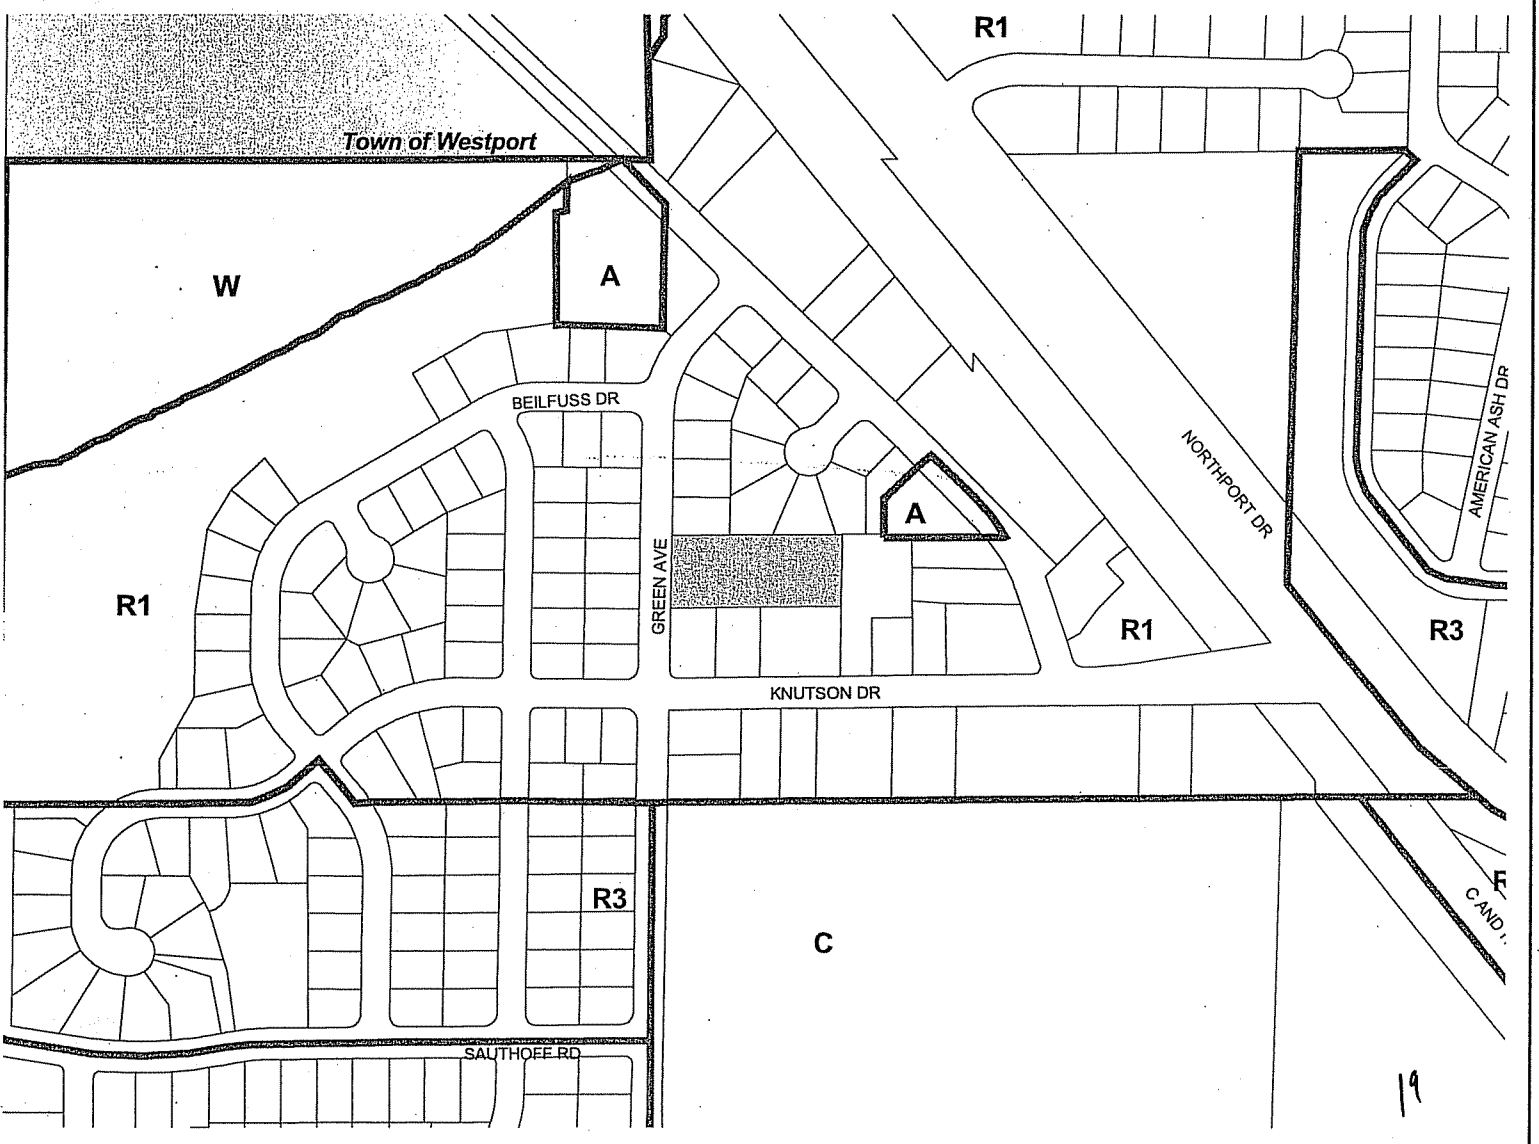 R1
Town of Westport
W
A
BEILFUSS DR
NORTHPORT DR
AMERICAN ASH DR
A
GREEN AVE
R1
R1
R3
KNUTSON DR
R3
C
C AND
SAUTHOFF RD
19